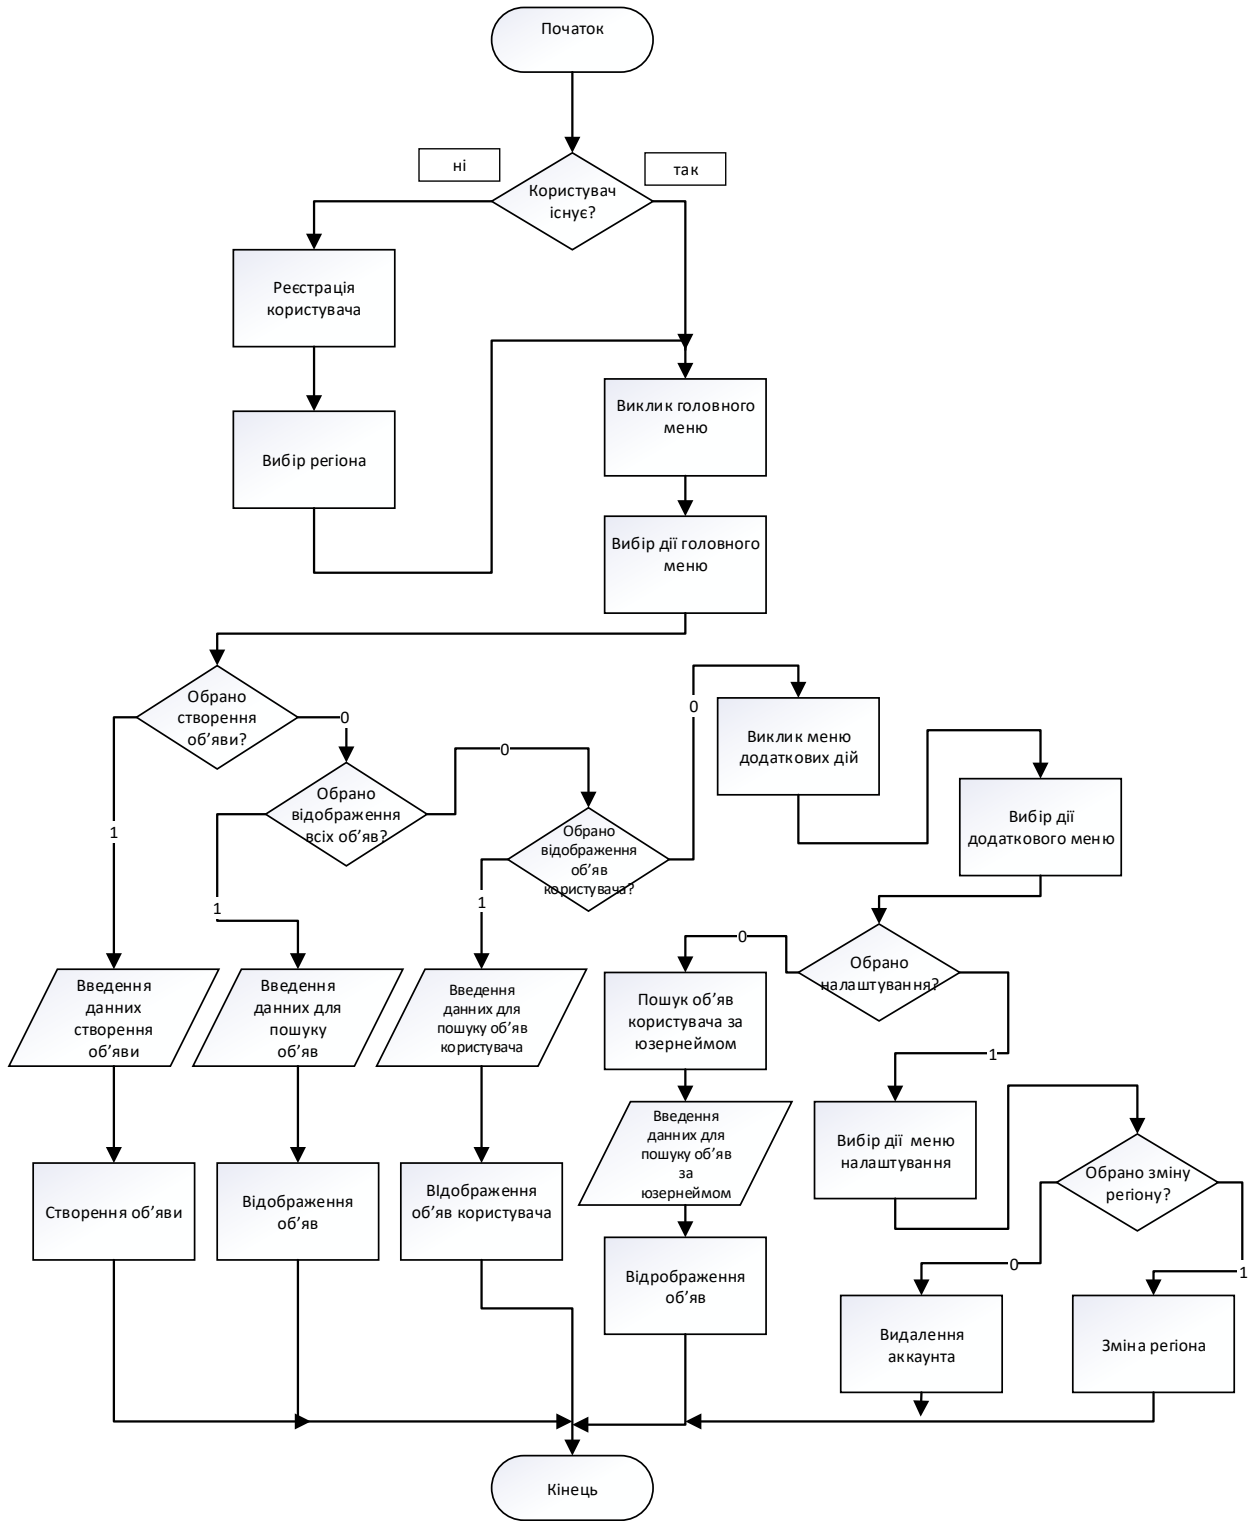 Початок
ні
так
Користувач
існує?
Реєстрація
користувача
Вибір регіона
Виклик головного
меню
Вибір дії головного
меню
Обрано
створення
об’яви?
0
1
Обрано
відображення
всіх об’яв?
0
1
Обрано
відображення
об’яв
користувача?
0
1
Виклик меню
додаткових дій
Вибір дії
додаткового меню
Обрано
налаштування?
0
1
Введення
данних
створення
об’яви
Введення
данних для
пошуку
об’яв
Введення
данних для
пошуку об’яв
користувача
Пошук об’яв
користувача за
юзернеймом
Введення
данних для
пошуку об’яв
за
юзернеймом
Вибір дії  меню
налаштування
Обрано зміну
регіону?
0
1
Створення об’яви
Відображення
об’яв
ВІдображення
об’яв користувача
Відрображення
об’яв
Видалення
аккаунта
Зміна регіона
Кінець